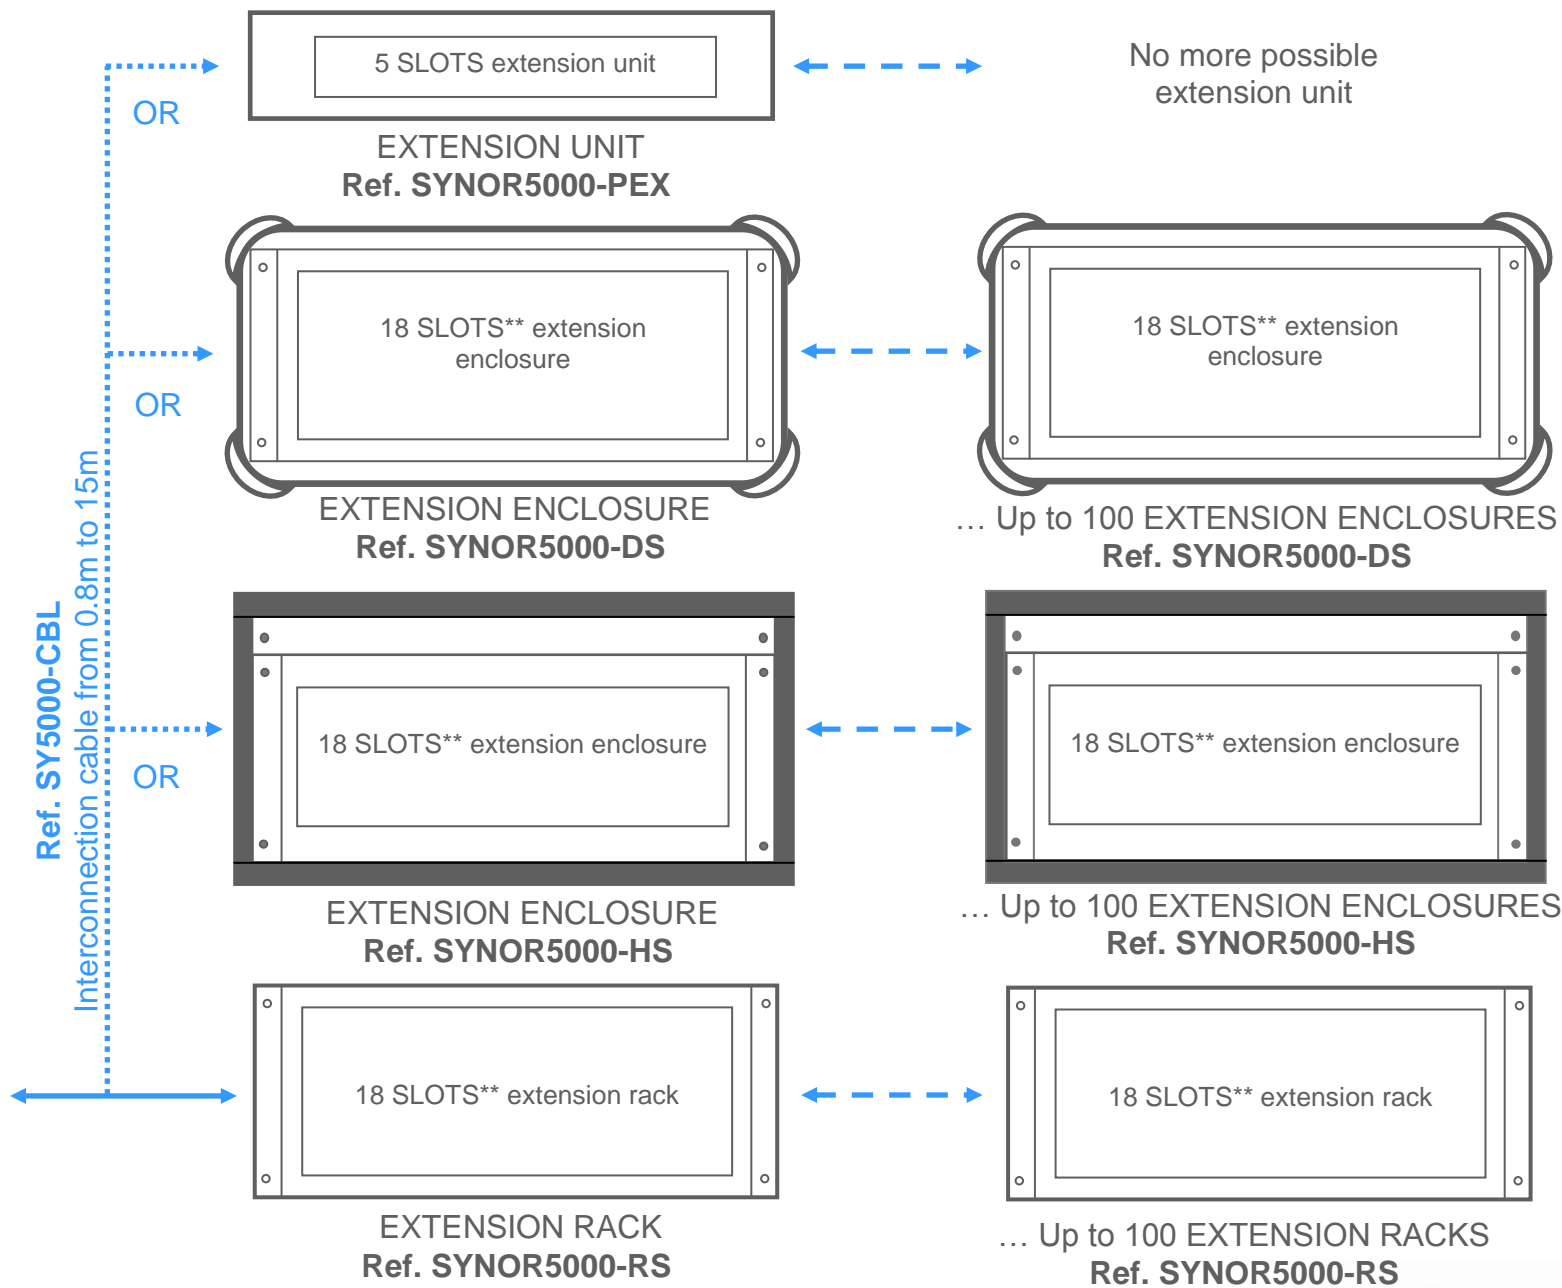 5 SLOTS extension unit
No more possible
extension unit
OR
EXTENSION UNIT
Ref. SYNOR5000-PEX
18 SLOTS** extension
enclosure
18 SLOTS** extension
enclosure
OR
EXTENSION ENCLOSURE
Ref. SYNOR5000-DS
… Up to 100 EXTENSION ENCLOSURES
Ref. SYNOR5000-DS
Ref. SY5000-CBL
Interconnection cable from 0.8m to 15m
18 SLOTS** extension enclosure
18 SLOTS** extension enclosure
OR
EXTENSION ENCLOSURE
Ref. SYNOR5000-HS
… Up to 100 EXTENSION ENCLOSURES
Ref. SYNOR5000-HS
18 SLOTS** extension rack
18 SLOTS** extension rack
EXTENSION RACK
Ref. SYNOR5000-RS
… Up to 100 EXTENSION RACKS
Ref. SYNOR5000-RS